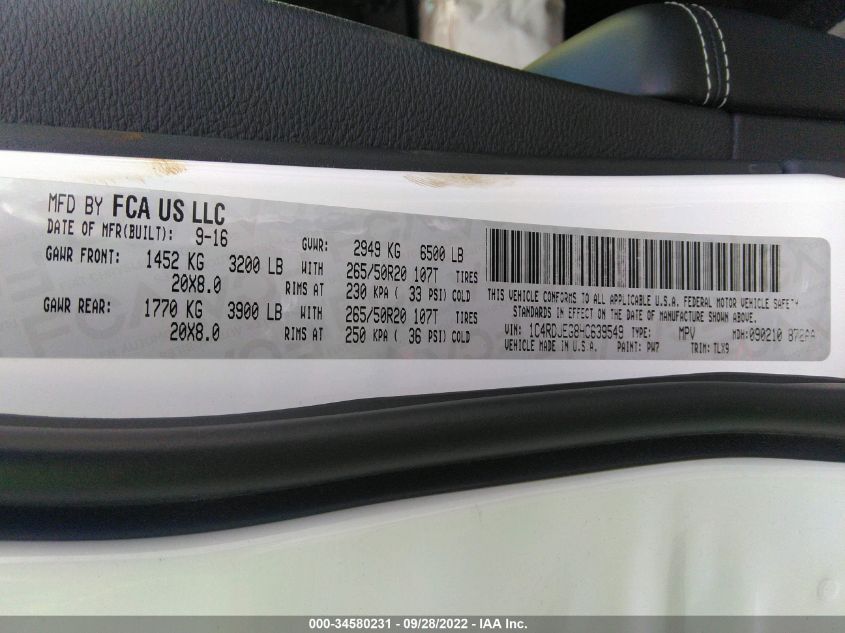 MFD BY FCA US LLC
DATE OF MFR(BUILT): 9-16 GVWR: 2949 KG 6500 LB
GAWR FRONT: 1452 KG 3200 LB WITH 265/50R20 107T TIRES
20X8.0 RIMS AT 230 KPA ( 33 PSI) COLD
GAWR REAR: 1770 KG 3900 LB WITH 265/50R20 107T TIRES
20X8.0 RIMS AT 250 KPA ( 36 PSI) COLD
THIS VEHICLE CONFORMS TO ALL APPLICABLE U.S.A. FEDERAL MOTOR VEHICLE SAFETY
STANDARDS IN EFFECT ON THE DATE OF MANUFACTURE SHOWN ABOVE.
VIN: 1C4RDJEG8HC639549 TYPE: MPV MDH: 090210 872AA
VEHICLE MADE IN U.S.A. PAINT: PW7 TRIM: TLX9
000-34580231 - 09/28/2022 - IAA Inc.